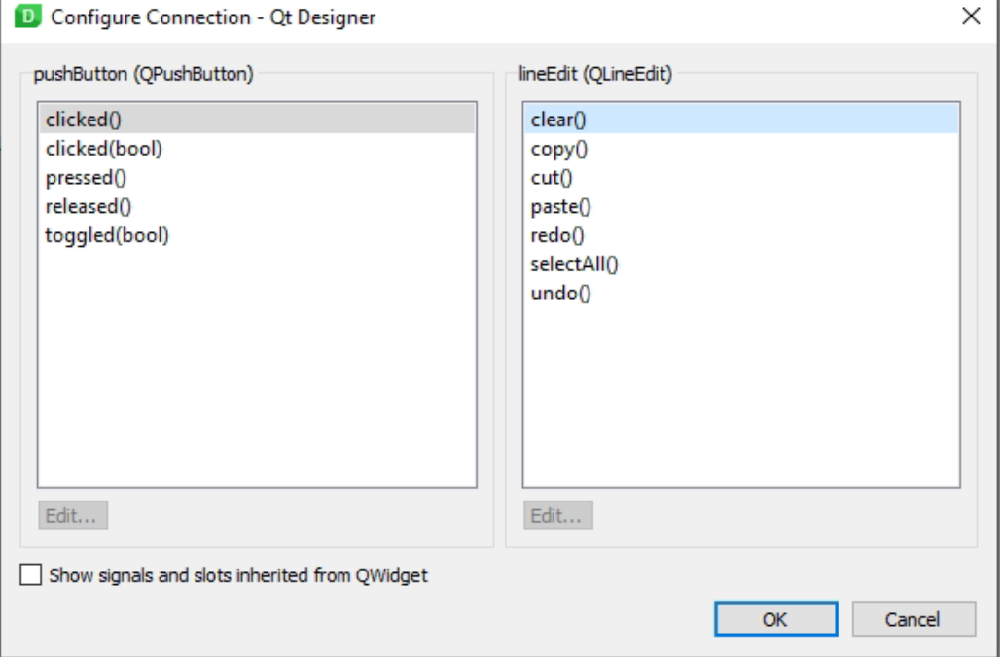 D Configure Connection - Qt Designer
pushButton (QPushButton)
clicked()
clicked(bool)
pressed()
released()
toggled(bool)
Edit...
lineEdit (QLineEdit)
clear()
copy()
cut()
paste()
redo()
selectAll()
undo()
Edit...
Show signals and slots inherited from QWidget
OK
Cancel